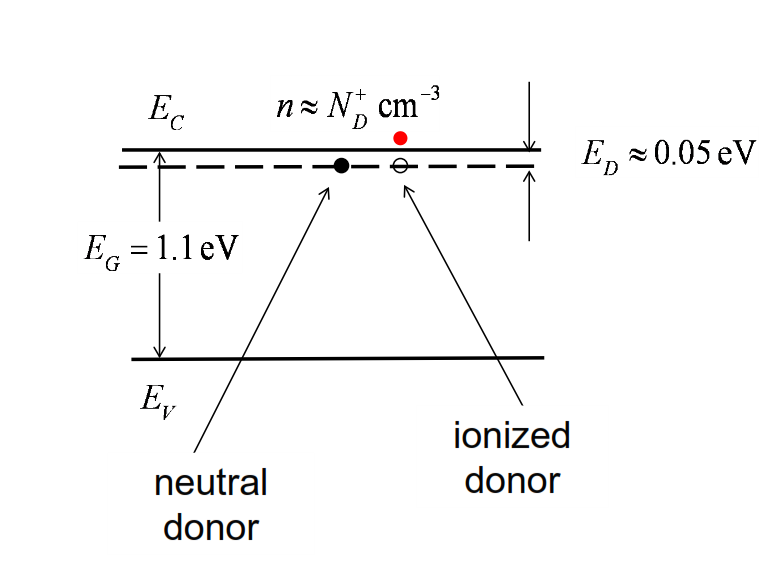 E_C
n ≈ N_D^+ cm^{-3}
E_D ≈ 0.05 eV
E_G = 1.1 eV
E_V
ionized
donor
neutral
donor